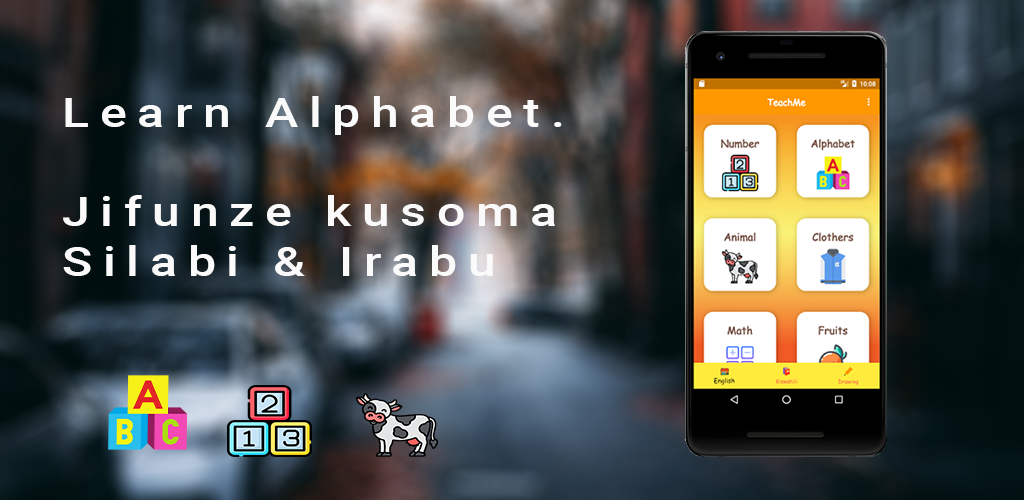 Learn Alphabet.
Jifunze kusoma
Silabi & Irabu
A
B C
2
1 3
10:08
TeachMe
Number
Alphabet
2
1 3
A
B C
Animal
Clothers
Math
Fruits
English
Kiswahili
Drawing